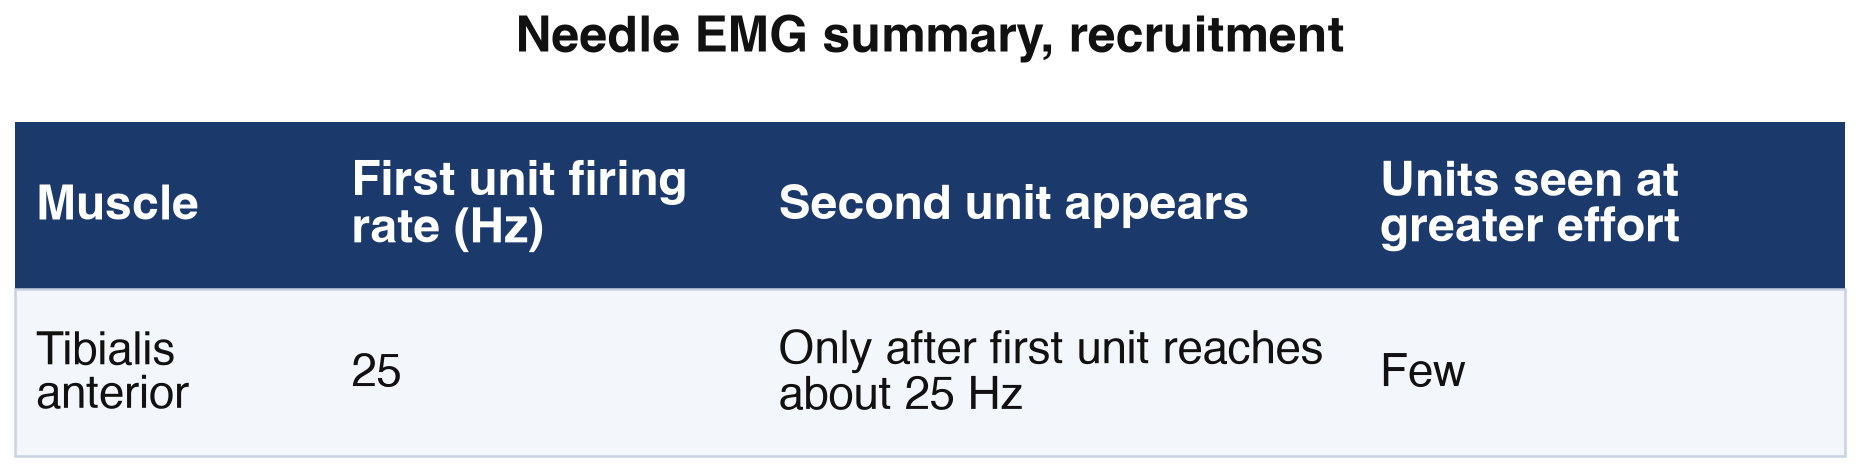 Needle EMG summary, recruitment
Muscle
First unit firing
rate (Hz)
Second unit appears
Units seen at
greater effort
Tibialis
anterior
25
Only after first unit reaches
about 25 Hz
Few